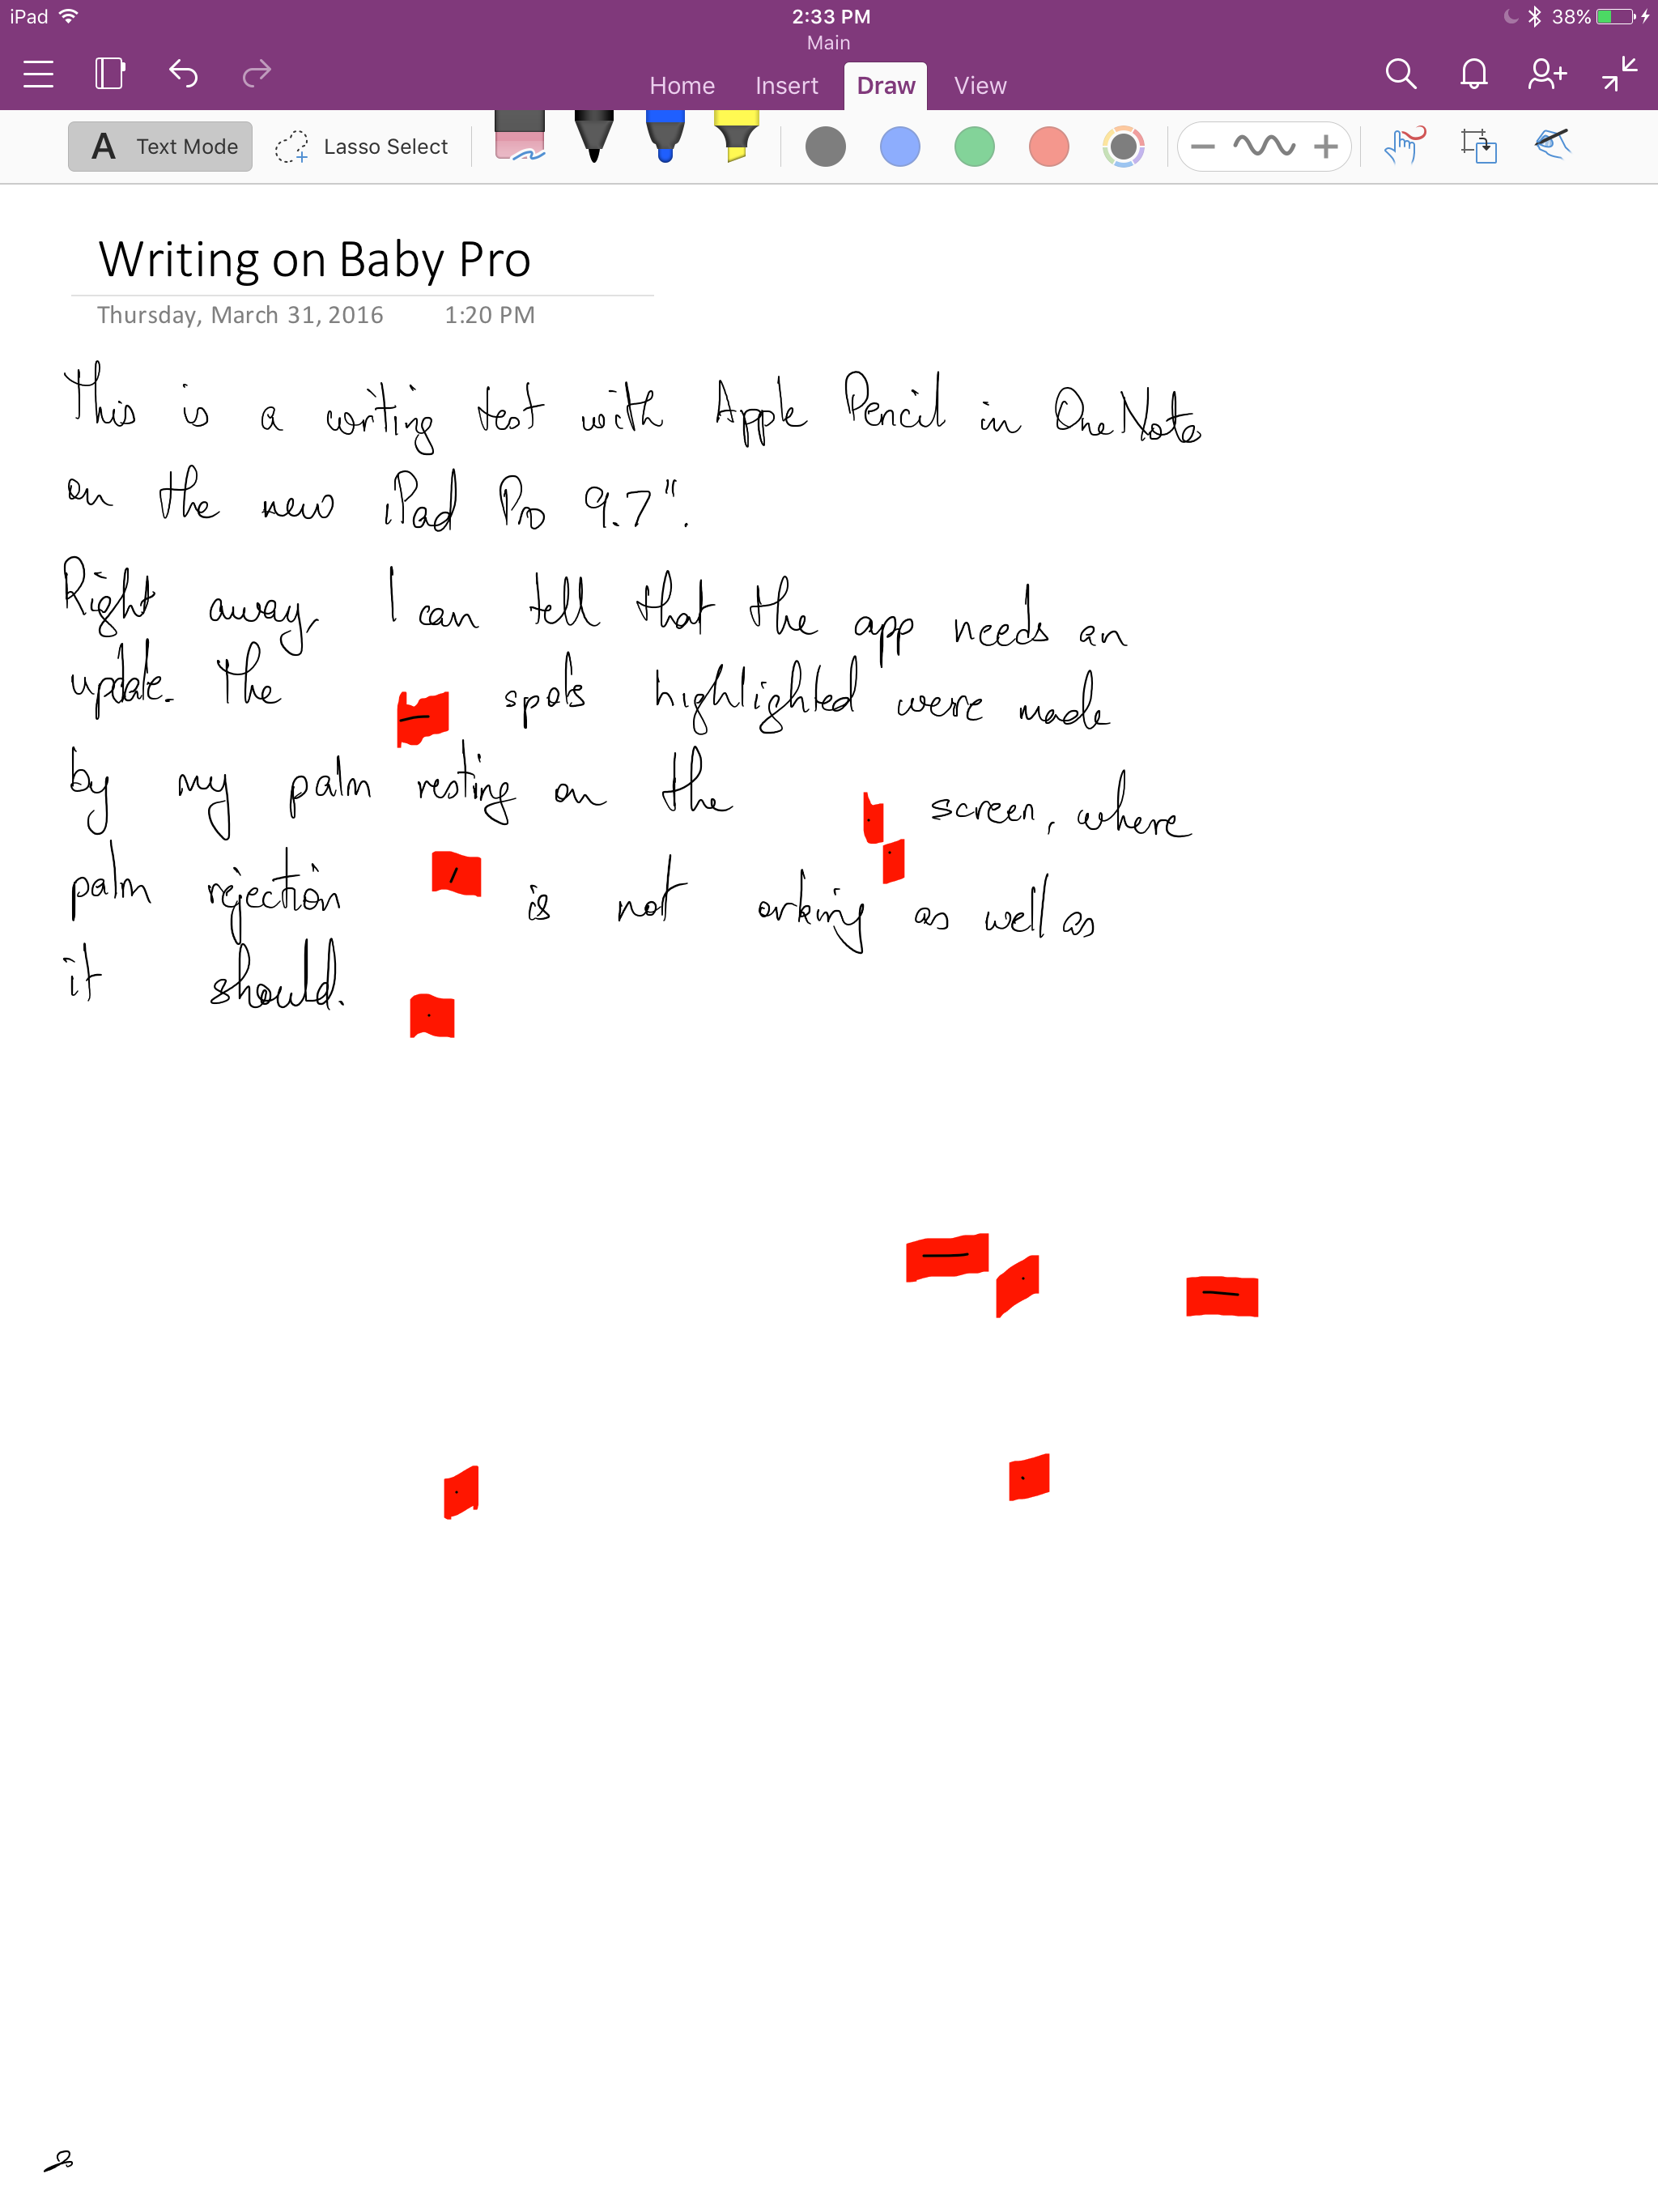 iPad 2:33 PM 38%
Main
Home Insert Draw View
A Text Mode Lasso Select
Writing on Baby Pro
Thursday, March 31, 2016 1:20 PM
This is a writing test with Apple Pencil in OneNote
on the new iPad Pro 9.7".
Right away, I can tell that the app needs an
update. The spots highlighted were made
by my palm resting on the screen, where
palm rejection is not orking as well as
it should.